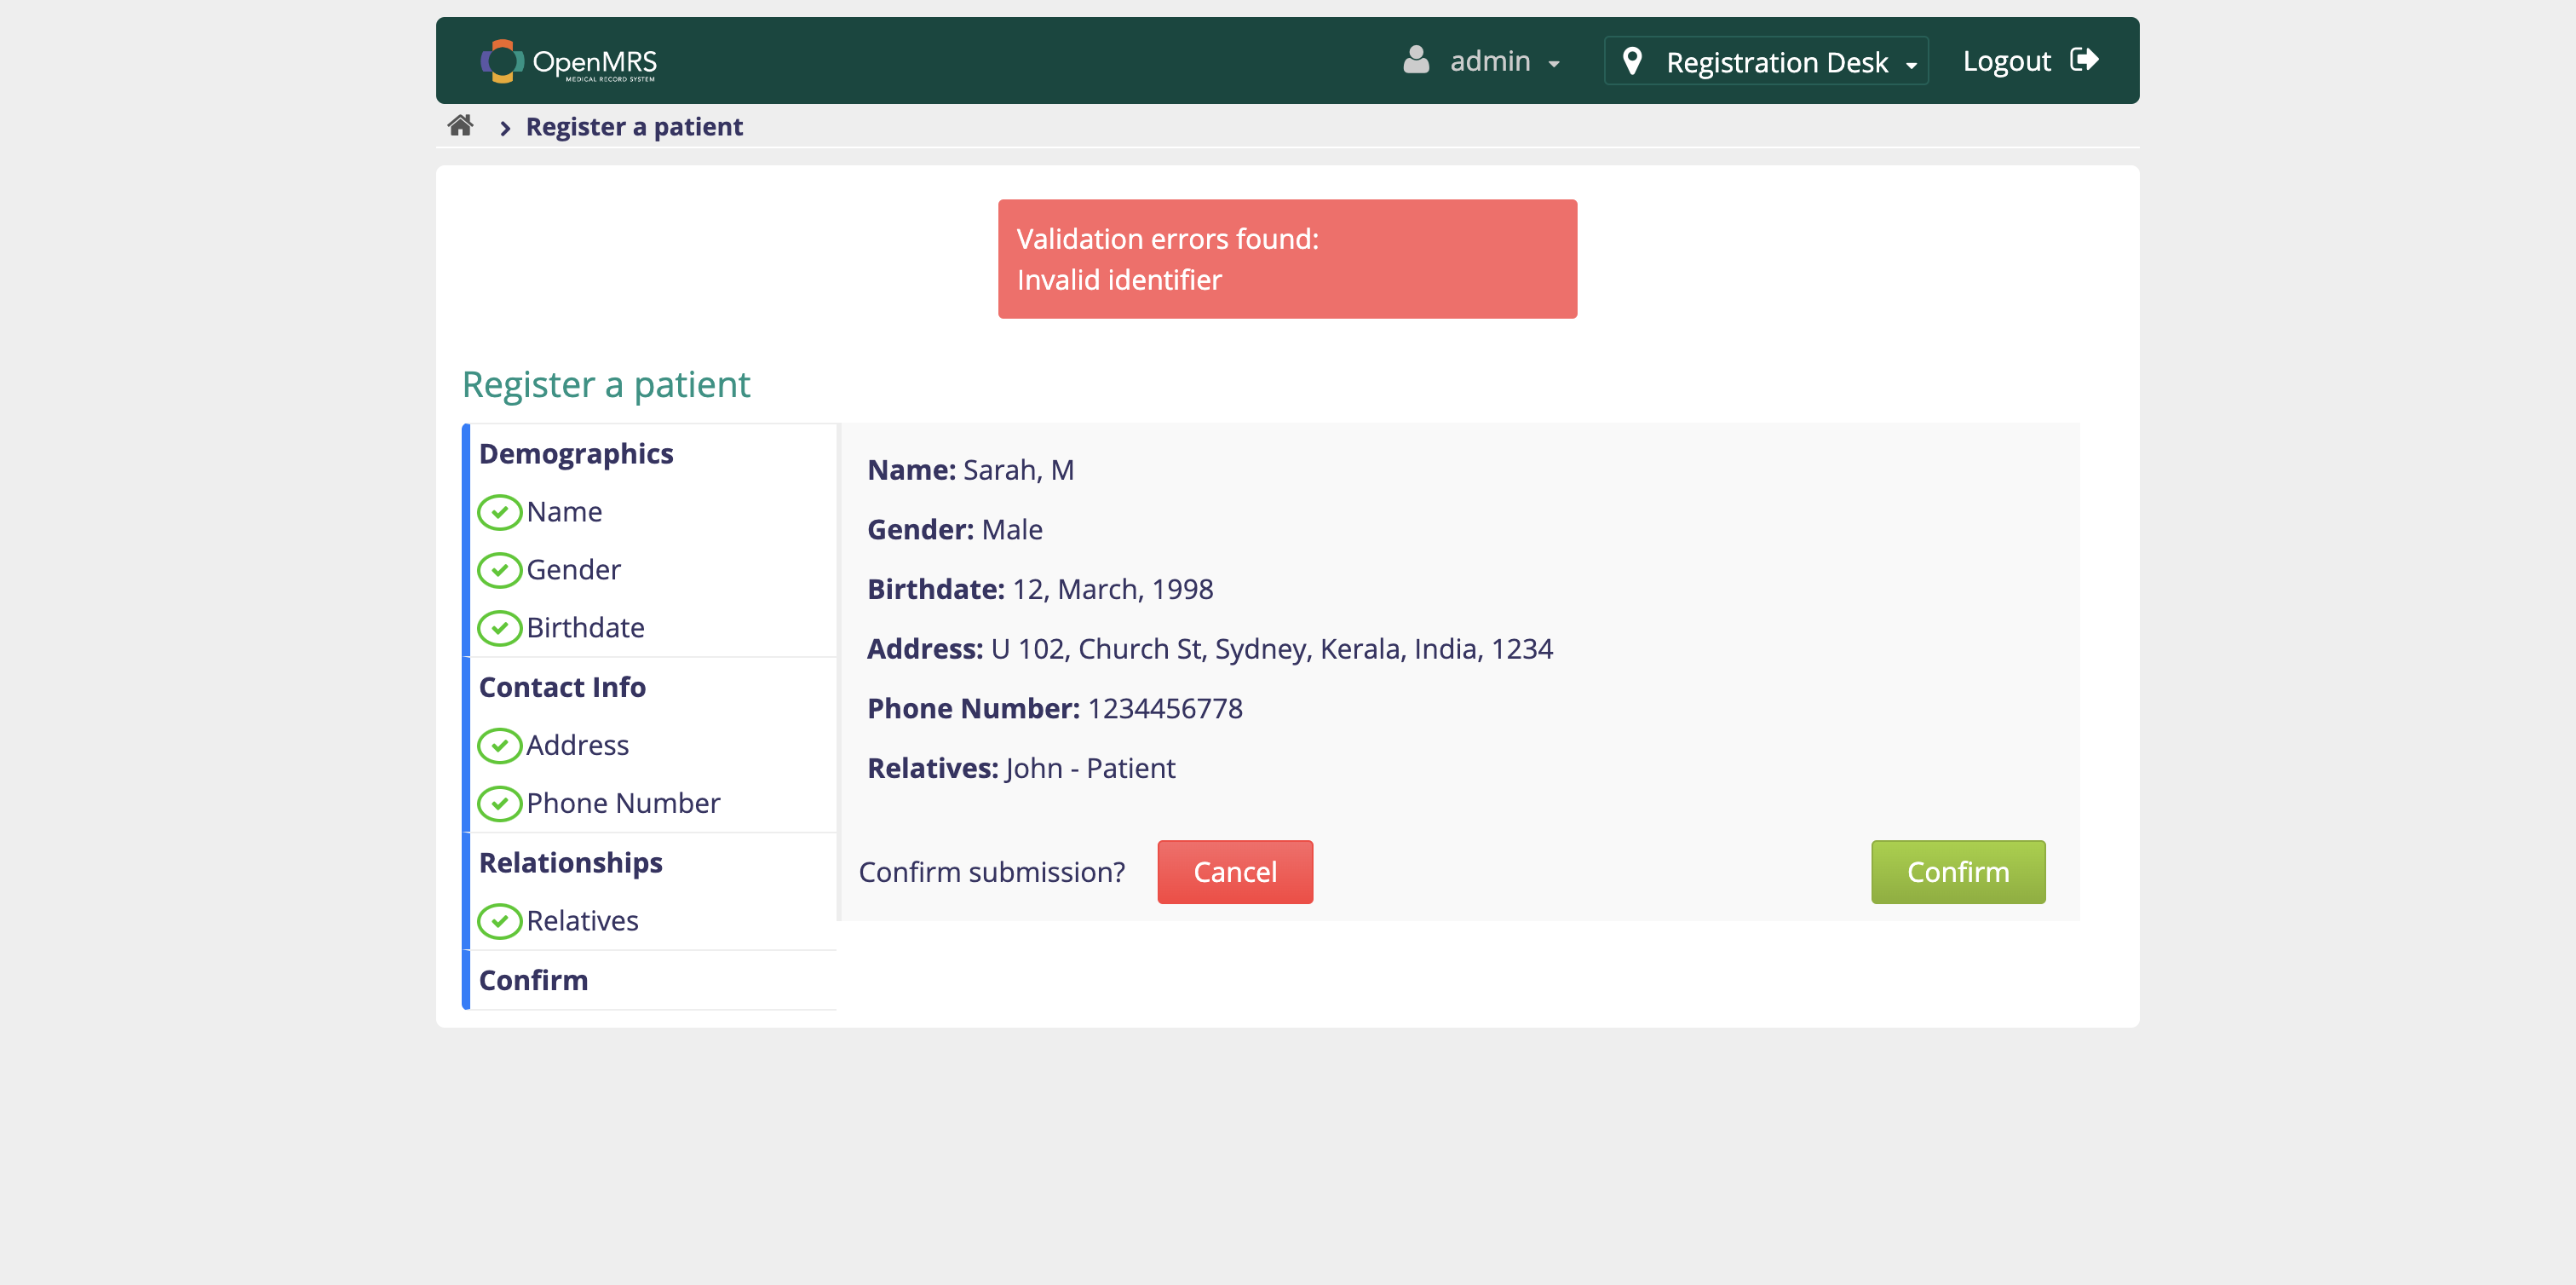 OpenMRS
MEDICAL RECORD SYSTEM
admin
Registration Desk
Logout
Register a patient
Validation errors found:
Invalid identifier
Register a patient
Demographics
Name
Gender
Birthdate
Contact Info
Address
Phone Number
Relationships
Relatives
Confirm
Name: Sarah, M
Gender: Male
Birthdate: 12, March, 1998
Address: U 102, Church St, Sydney, Kerala, India, 1234
Phone Number: 1234456778
Relatives: John - Patient
Confirm submission?
Cancel
Confirm